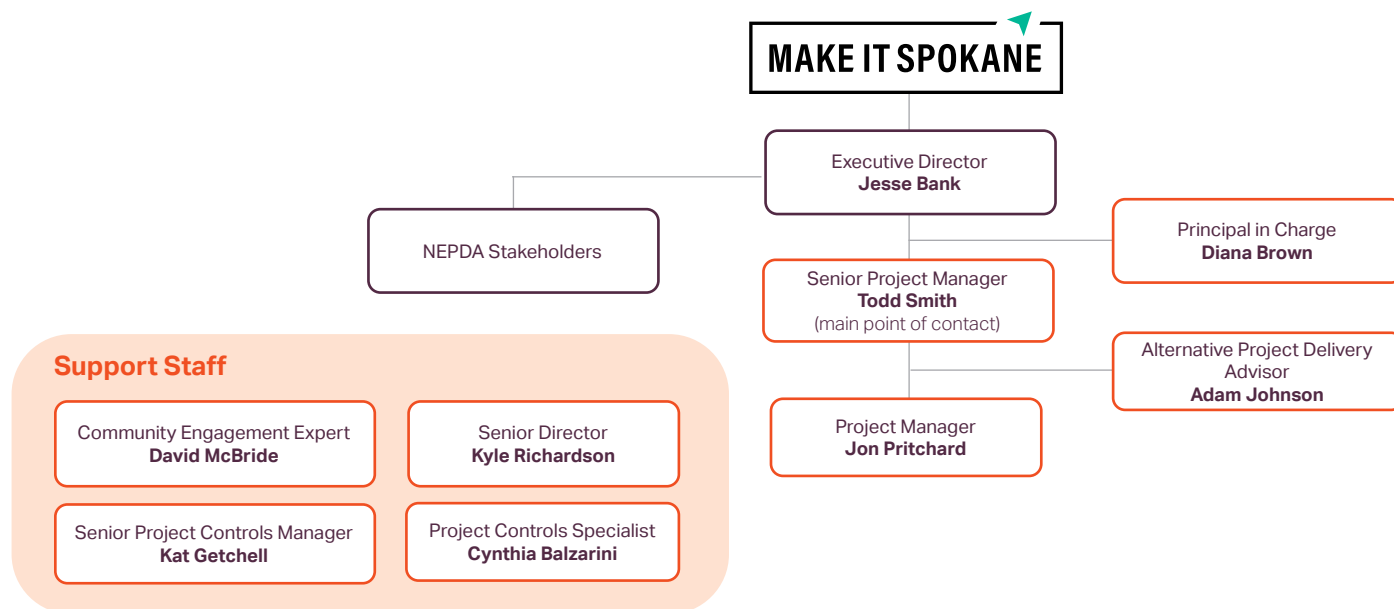 MAKE IT SPOKANE
Executive Director
Jesse Bank
NEPDA Stakeholders
Principal in Charge
Diana Brown
Senior Project Manager
Todd Smith
(main point of contact)
Alternative Project Delivery
Advisor
Adam Johnson
Project Manager
Jon Pritchard
Support Staff
Community Engagement Expert
David McBride
Senior Director
Kyle Richardson
Senior Project Controls Manager
Kat Getchell
Project Controls Specialist
Cynthia Balzarini